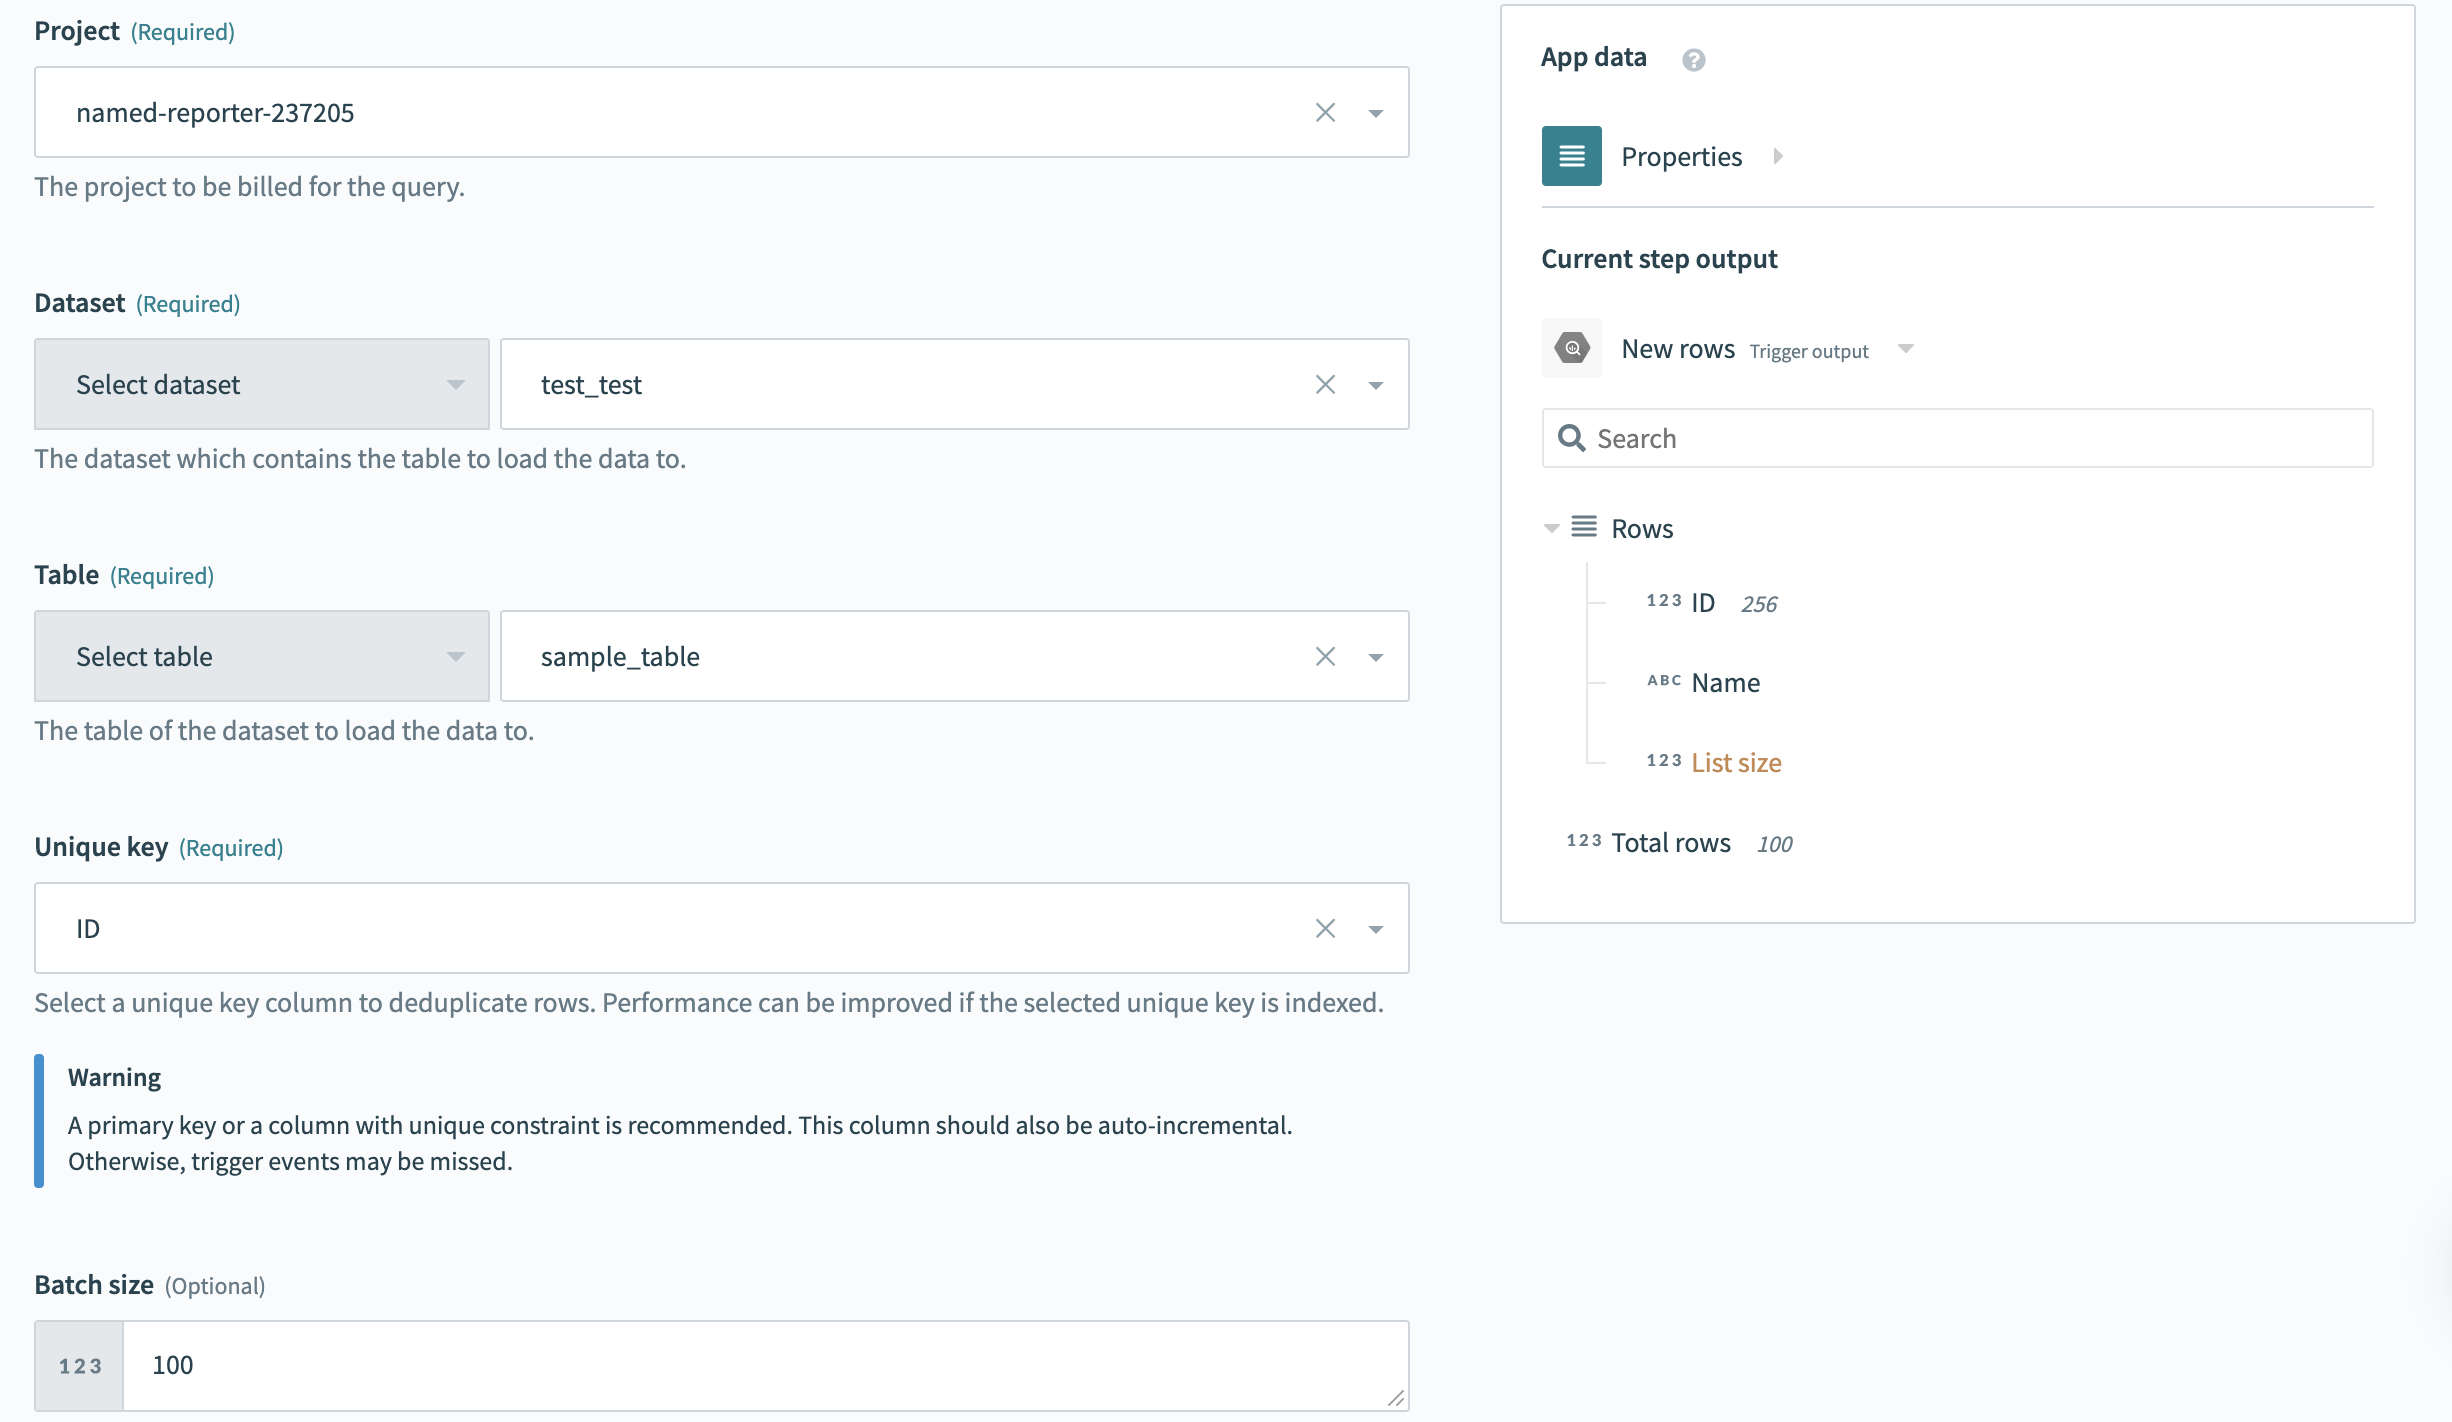 Project (Required)
named-reporter-237205
The project to be billed for the query.
Dataset (Required)
Select dataset
test_test
The dataset which contains the table to load the data to.
Table (Required)
Select table
sample_table
The table of the dataset to load the data to.
Unique key (Required)
ID
Select a unique key column to deduplicate rows. Performance can be improved if the selected unique key is indexed.
Warning
A primary key or a column with unique constraint is recommended. This column should also be auto-incremental.
Otherwise, trigger events may be missed.
Batch size (Optional)
123 100
App data ?
Properties
Current step output
New rows Trigger output
Search
Rows
123 ID 256
ABC Name
123 List size
123 Total rows 100